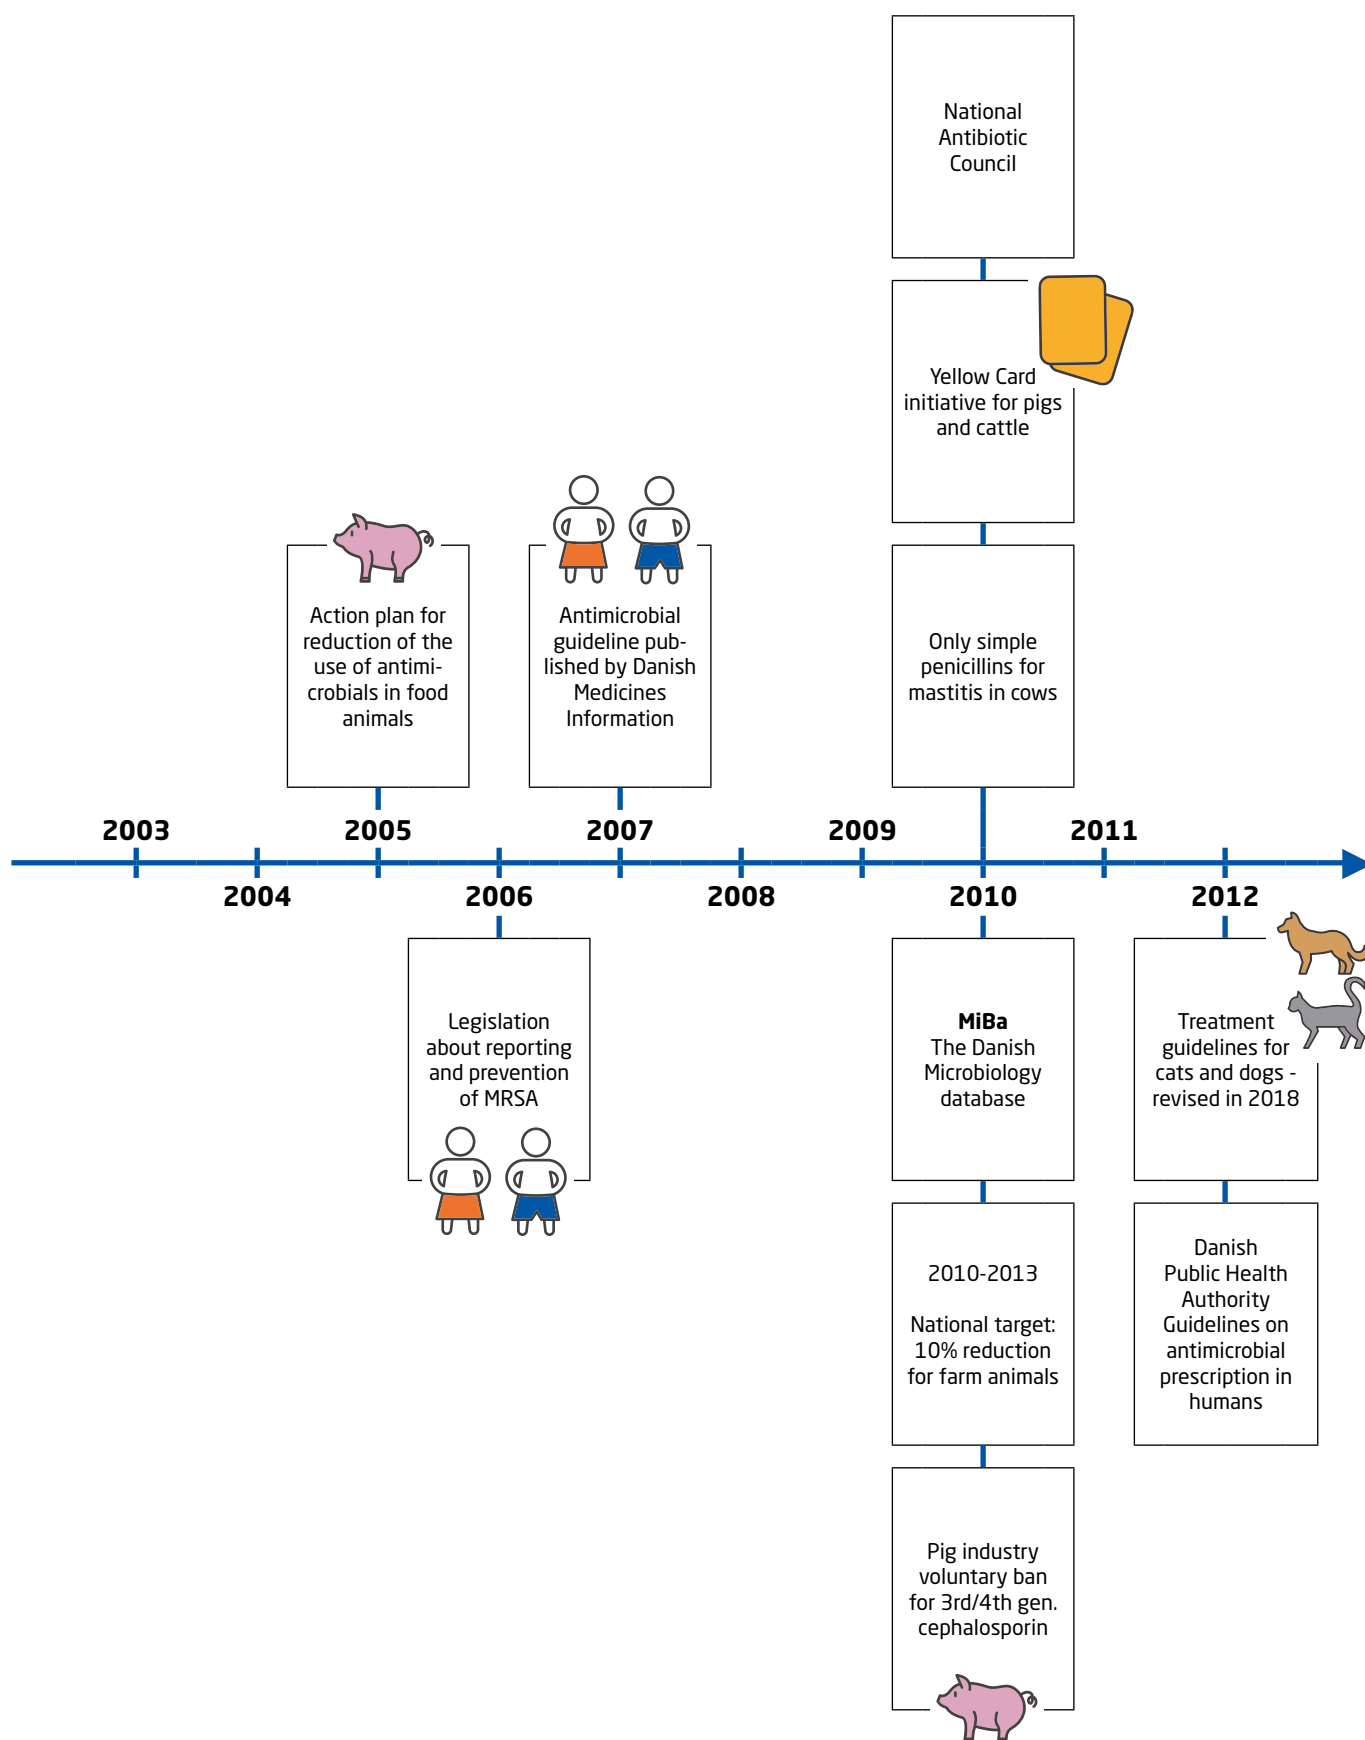 National
Antibiotic
Council
Yellow Card
initiative for pigs
and cattle
Action plan for
reduction of the
use of antimi-
crobials in food
animals
Antimicrobial
guideline pub-
lished by Danish
Medicines
Information
Only simple
penicillins for
mastitis in cows
2003
2005
2007
2009
2011
2004
2006
2008
2010
2012
Legislation
about reporting
and prevention
of MRSA
MiBa
The Danish
Microbiology
database
Treatment
guidelines for
cats and dogs -
revised in 2018
2010-2013
National target:
10% reduction
for farm animals
Danish
Public Health
Authority
Guidelines on
antimicrobial
prescription in
humans
Pig industry
voluntary ban
for 3rd/4th gen.
cephalosporin